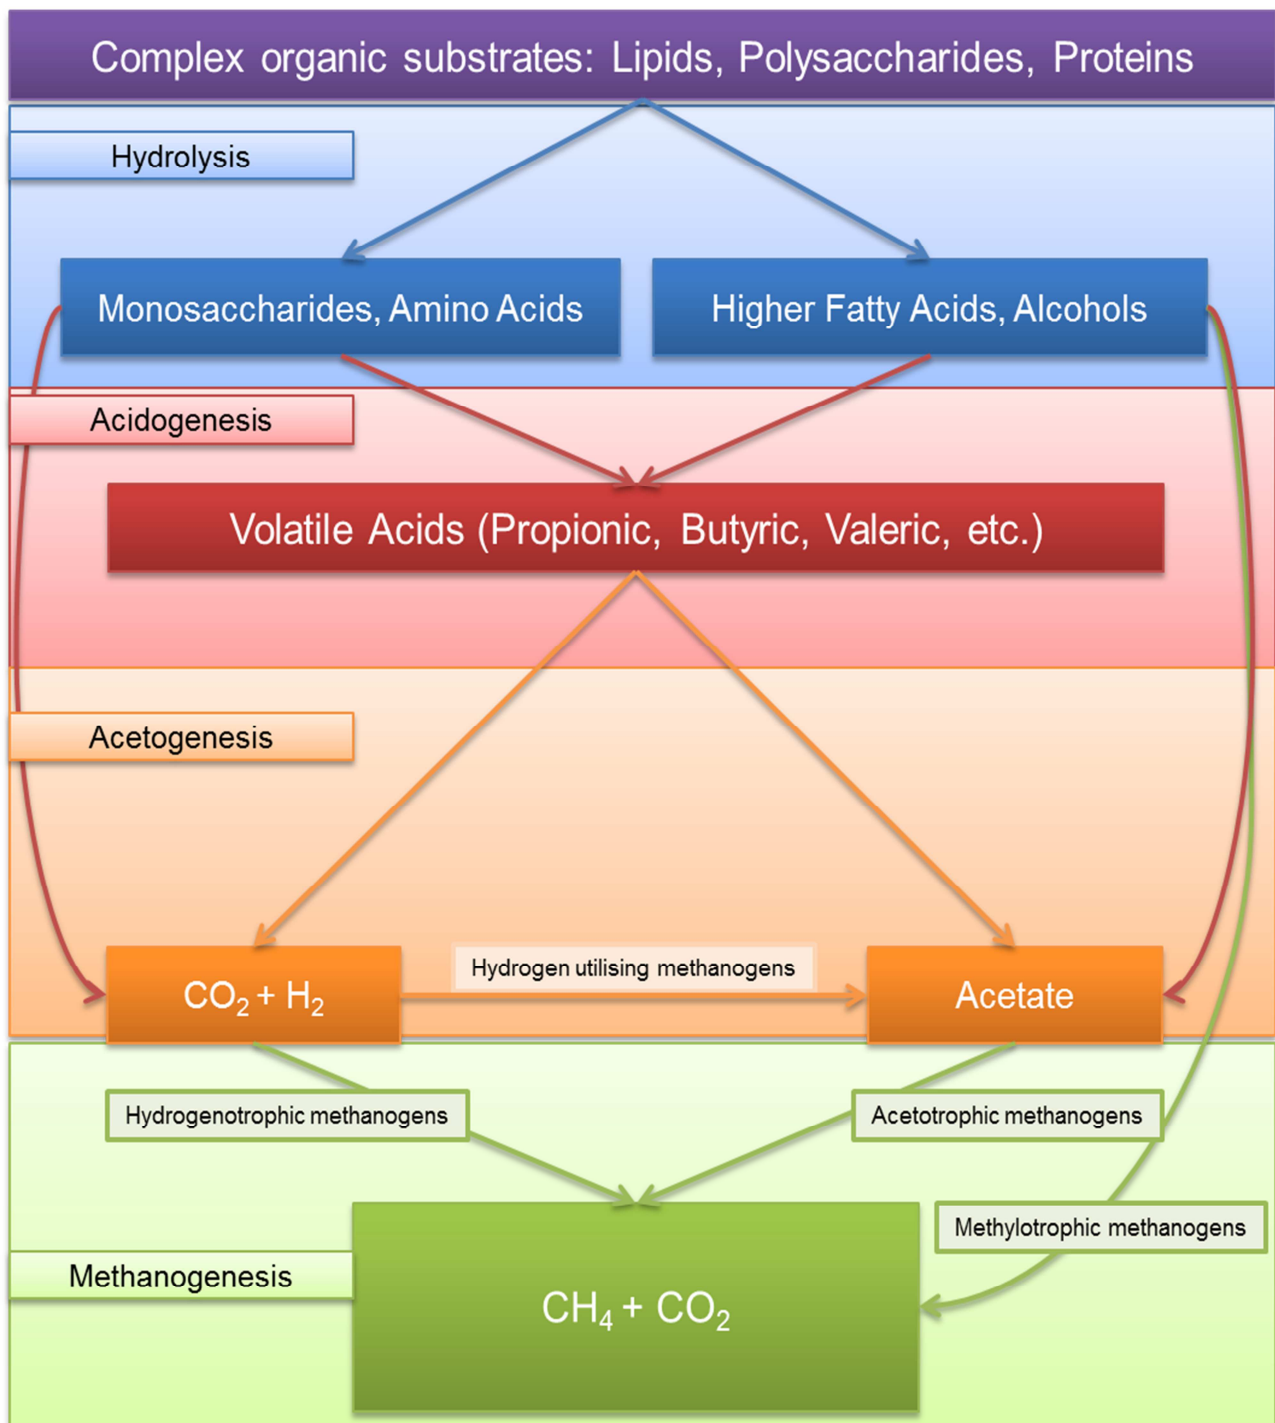 Complex organic substrates: Lipids, Polysaccharides, Proteins
Hydrolysis
Monosaccharides, Amino Acids
Higher Fatty Acids, Alcohols
Acidogenesis
Volatile Acids (Propionic, Butyric, Valeric, etc.)
Acetogenesis
Hydrogen utilising methanogens
CO₂ + H₂
Acetate
Hydrogenotrophic methanogens
Acetotrophic methanogens
Methylotrophic methanogens
Methanogenesis
CH₄ + CO₂